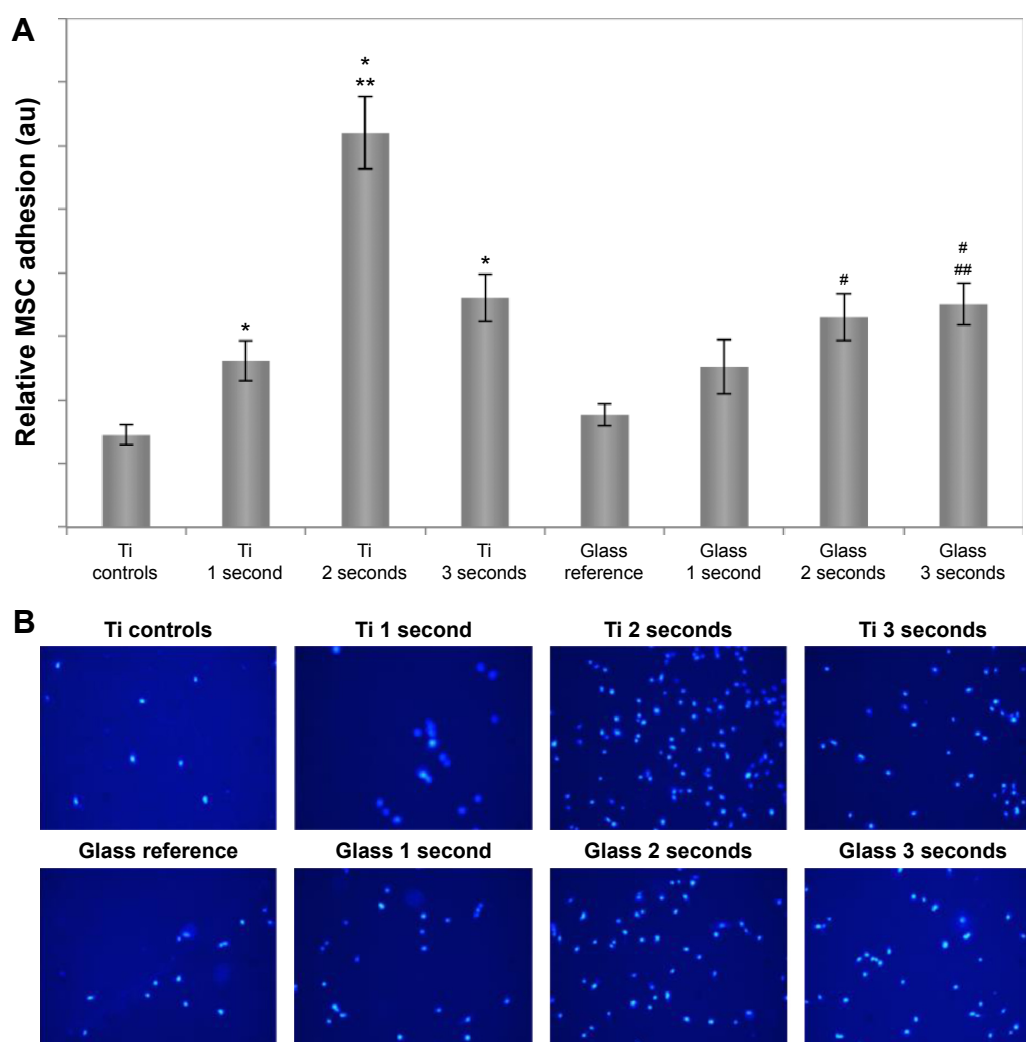 A
Relative MSC adhesion (au)
*
*
**
*
#
#
##
Ti
controls
Ti
1 second
Ti
2 seconds
Ti
3 seconds
Glass
reference
Glass
1 second
Glass
2 seconds
Glass
3 seconds
B
Ti controls
Ti 1 second
Ti 2 seconds
Ti 3 seconds
Glass reference
Glass 1 second
Glass 2 seconds
Glass 3 seconds